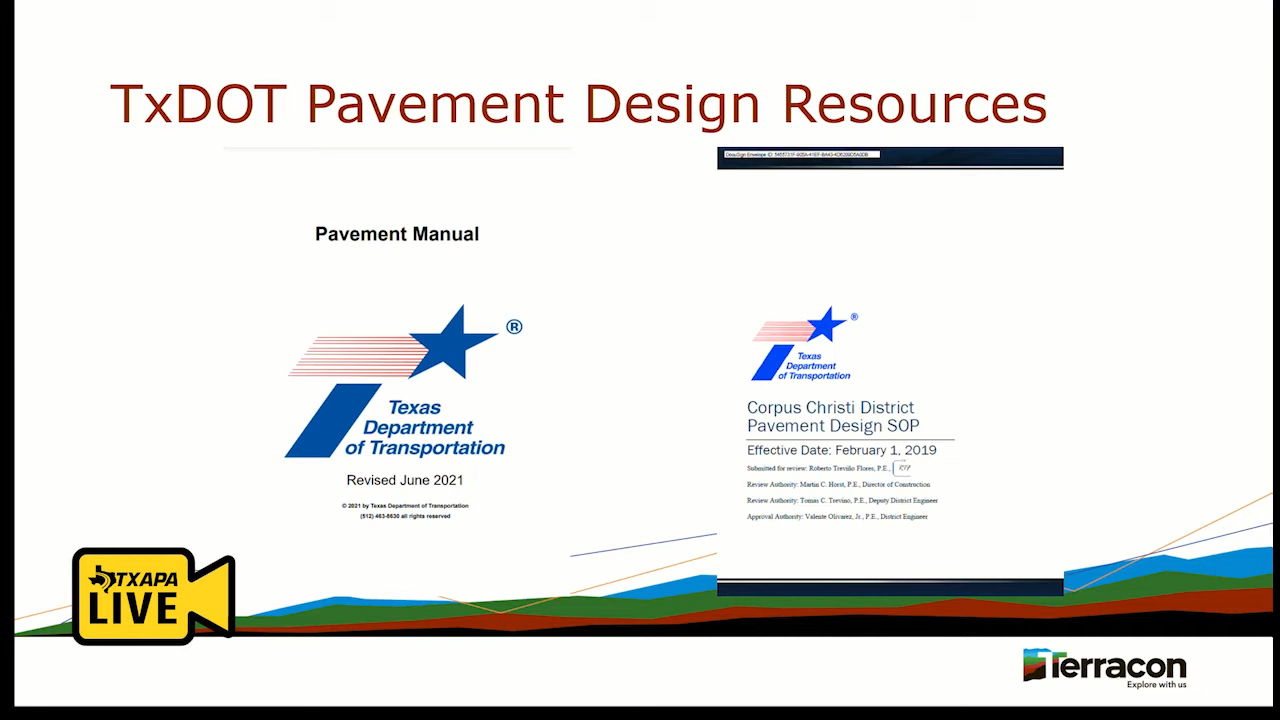 TxDOT Pavement Design Resources
Pavement Manual
®
Texas
Department
of Transportation
Revised June 2021
© 2021 by Texas Department of Transportation
(512) 463-8630 all rights reserved
®
Texas
Department
of Transportation
Corpus Christi District
Pavement Design SOP
Effective Date: February 1, 2019
Submitted for review: Roberto Treviño Flores, P.E.,
Review Authority: Martin C. Horst, P.E., Director of Construction
Review Authority: Tomas C. Trevino, P.E., Deputy District Engineer
Approval Authority: Valente Olivarez, Jr., P.E., District Engineer
TXAPA
LIVE
Terracon
Explore with us